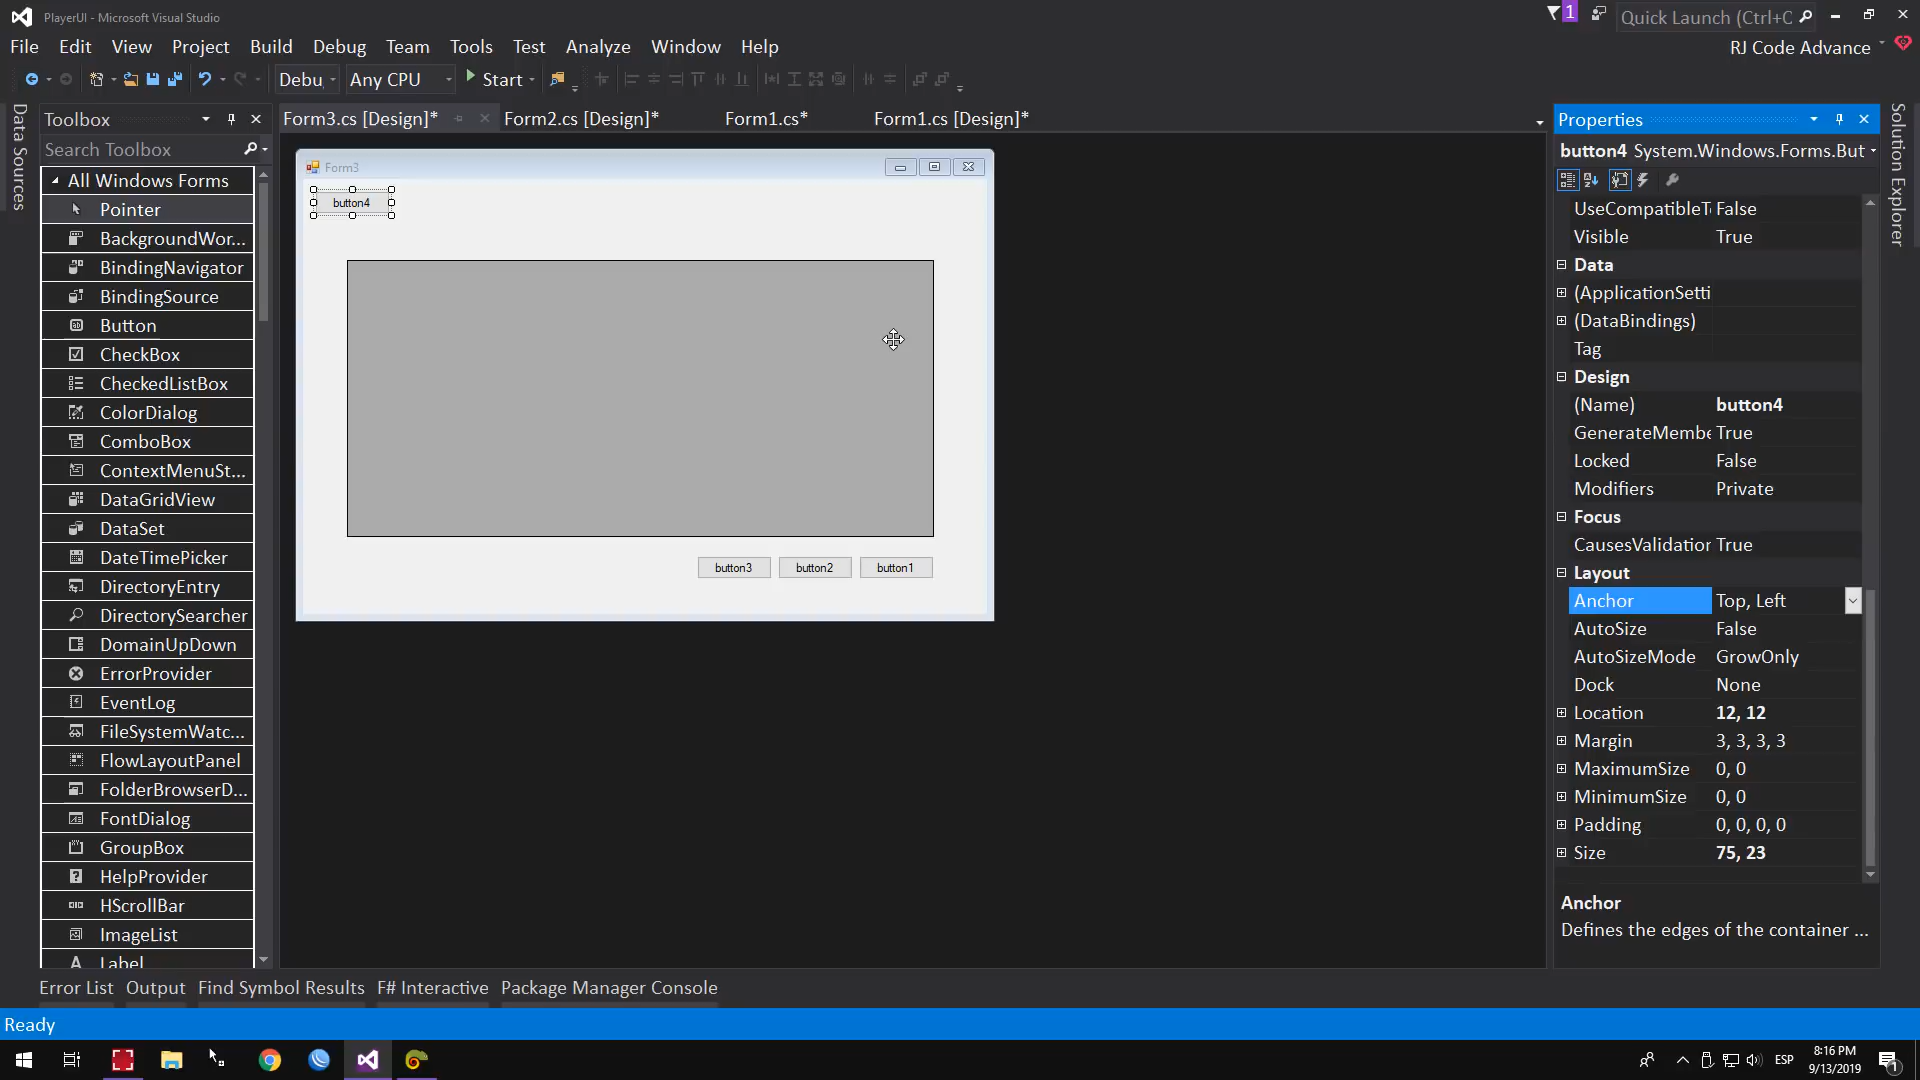 PlayerUI - Microsoft Visual Studio
1
Quick Launch (Ctrl+C
File Edit View Project Build Debug Team Tools Test Analyze Window Help
RJ Code Advance
Debu Any CPU Start
Data Sources
Toolbox
Search Toolbox
All Windows Forms
Pointer
BackgroundWor...
BindingNavigator
BindingSource
Button
CheckBox
CheckedListBox
ColorDialog
ComboBox
ContextMenuSt...
DataGridView
DataSet
DateTimePicker
DirectoryEntry
DirectorySearcher
DomainUpDown
ErrorProvider
EventLog
FileSystemWatc...
FlowLayoutPanel
FolderBrowserD...
FontDialog
GroupBox
HelpProvider
HScrollBar
ImageList
Label
Form3.cs [Design]* Form2.cs [Design]* Form1.cs* Form1.cs [Design]*
Form3
button4
button3 button2 button1
Properties
button4 System.Windows.Forms.But
UseCompatibleT False
Visible True
Data
(ApplicationSetti
(DataBindings)
Tag
Design
(Name) button4
GenerateMembe True
Locked False
Modifiers Private
Focus
CausesValidation True
Layout
Anchor Top, Left
AutoSize False
AutoSizeMode GrowOnly
Dock None
Location 12, 12
Margin 3, 3, 3, 3
MaximumSize 0, 0
MinimumSize 0, 0
Padding 0, 0, 0, 0
Size 75, 23
Anchor
Defines the edges of the container ...
Solution Explorer
Error List Output Find Symbol Results F# Interactive Package Manager Console
Ready
ESP
8:16 PM
9/13/2019
1